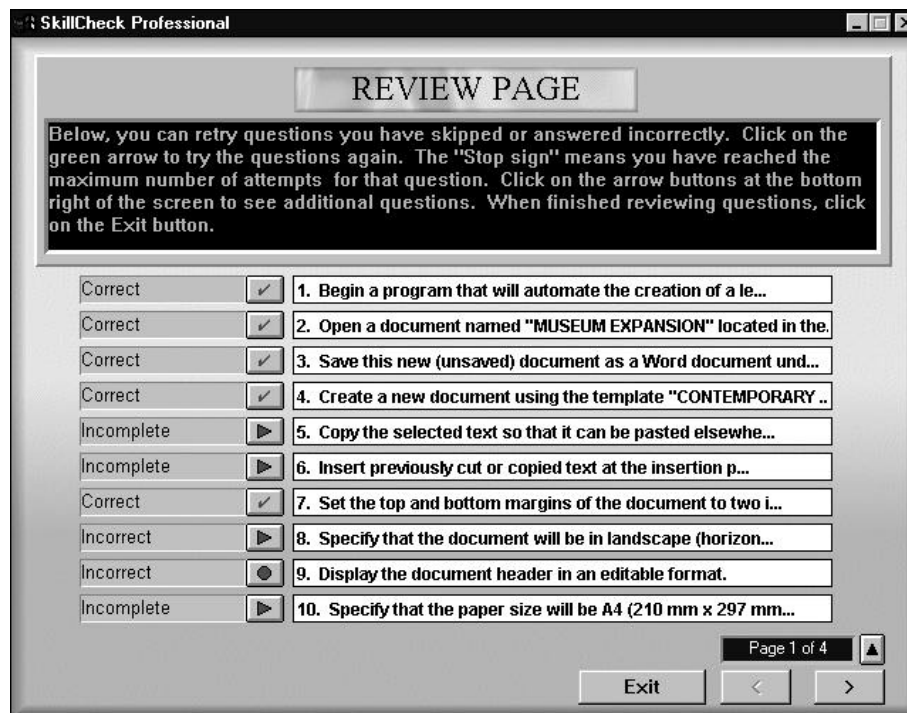 SkillCheck Professional
REVIEW PAGE
Below, you can retry questions you have skipped or answered incorrectly. Click on the
green arrow to try the questions again. The "Stop sign" means you have reached the
maximum number of attempts for that question. Click on the arrow buttons at the bottom
right of the screen to see additional questions. When finished reviewing questions, click
on the Exit button.
Correct 1. Begin a program that will automate the creation of a le...
Correct 2. Open a document named "MUSEUM EXPANSION" located in the.
Correct 3. Save this new (unsaved) document as a Word document und...
Correct 4. Create a new document using the template "CONTEMPORARY ..
Incomplete 5. Copy the selected text so that it can be pasted elsewhe...
Incomplete 6. Insert previously cut or copied text at the insertion p...
Correct 7. Set the top and bottom margins of the document to two i...
Incorrect 8. Specify that the document will be in landscape (horizon...
Incorrect 9. Display the document header in an editable format.
Incomplete 10. Specify that the paper size will be A4 (210 mm x 297 mm...
Page 1 of 4
Exit < >